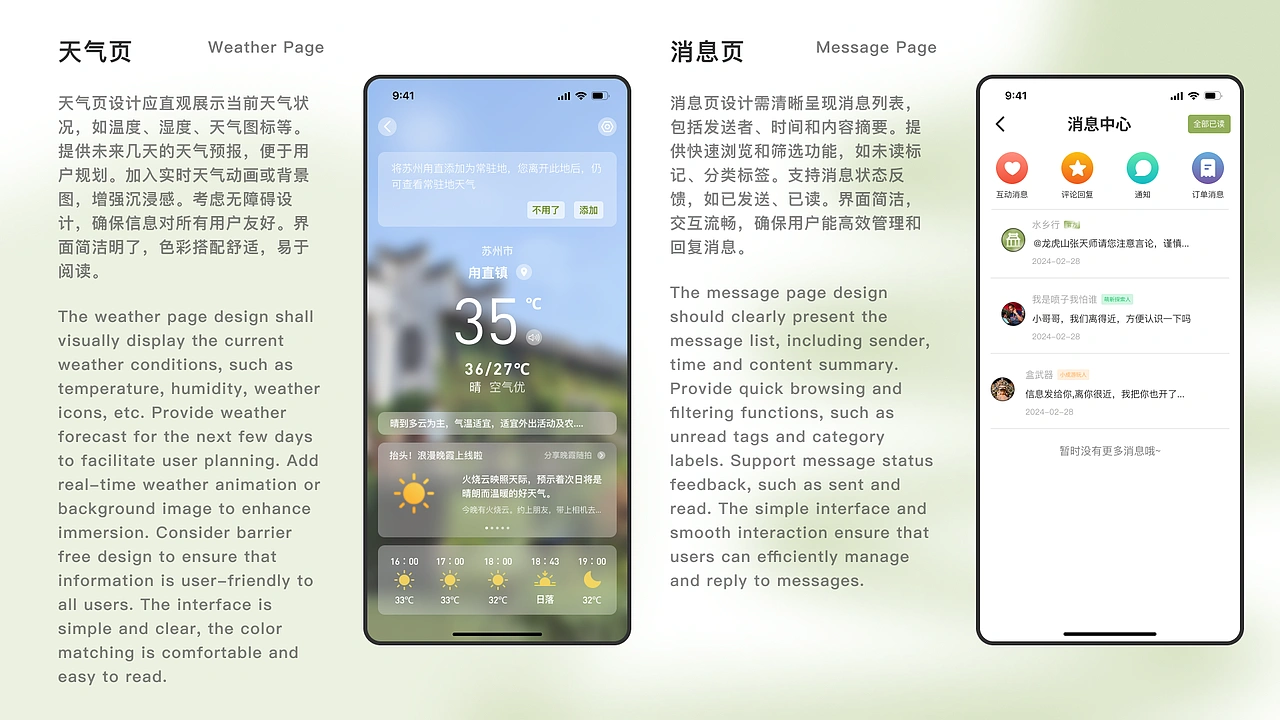 天气页
Weather Page
天气页设计应直观展示当前天气状
况，如温度、湿度、天气图标等。
提供未来几天的天气预报，便于用
户规划。加入实时天气动画或背景
图，增强沉浸感。考虑无障碍设
计，确保信息对所有用户友好。界
面简洁明了，色彩搭配舒适，易于
阅读。
The weather page design shall
visually display the current
weather conditions, such as
temperature, humidity, weather
icons, etc. Provide weather
forecast for the next few days
to facilitate user planning. Add
real-time weather animation or
background image to enhance
immersion. Consider barrier
free design to ensure that
information is user-friendly to
all users. The interface is
simple and clear, the color
matching is comfortable and
easy to read.
9:41
将苏州甪直添加为常驻地，您离开此地后，仍
可查看常驻地天气
不用了 添加
苏州市
甪直镇
35℃
36/27℃
晴 空气优
晴到多云为主，气温适宜，适宜外出活动及农....
抬头！浪漫晚霞上线啦 分享晚霞随拍
火烧云映照天际，预示着次日将是
晴朗而温暖的好天气。
今晚有火烧云，约上朋友，带上相机去...
16：00 17：00 18：00 18：43 19：00
33℃ 33℃ 32℃ 日落 32℃
消息页
Message Page
消息页设计需清晰呈现消息列表，
包括发送者、时间和内容摘要。提
供快速浏览和筛选功能，如未读标
记、分类标签。支持消息状态反
馈，如已发送、已读。界面简洁，
交互流畅，确保用户能高效管理和
回复消息。
The message page design
should clearly present the
message list, including sender,
time and content summary.
Provide quick browsing and
filtering functions, such as
unread tags and category
labels. Support message status
feedback, such as sent and
read. The simple interface and
smooth interaction ensure that
users can efficiently manage
and reply to messages.
9:41
消息中心 全部已读
互动消息 评论回复 通知 订单消息
水乡行
@龙虎山张天师请您注意言论，谨慎...
2024-02-28
我是喷子我怕谁 萌新探索人
小哥哥，我们离得近，方便认识一下吗
2024-02-28
盒武器
信息发给你,离你很近，我把你也开了...
2024-02-28
暂时没有更多消息哦~